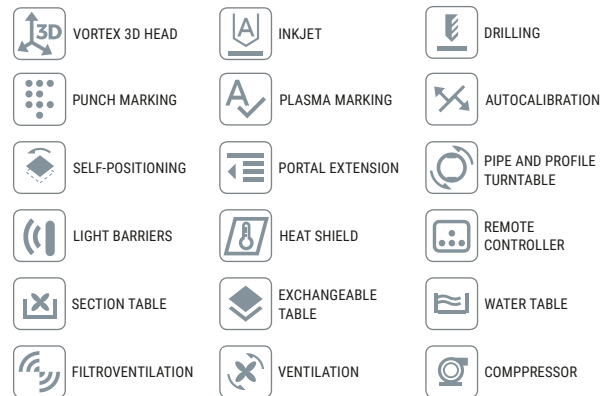 3D VORTEX 3D HEAD
A INKJET
DRILLING
PUNCH MARKING
A PLASMA MARKING
AUTOCALIBRATION
SELF-POSITIONING
PORTAL EXTENSION
PIPE AND PROFILE
TURNTABLE
LIGHT BARRIERS
HEAT SHIELD
REMOTE
CONTROLLER
SECTION TABLE
EXCHANGEABLE
TABLE
WATER TABLE
FILTROVENTILATION
VENTILATION
COMPPRESSOR